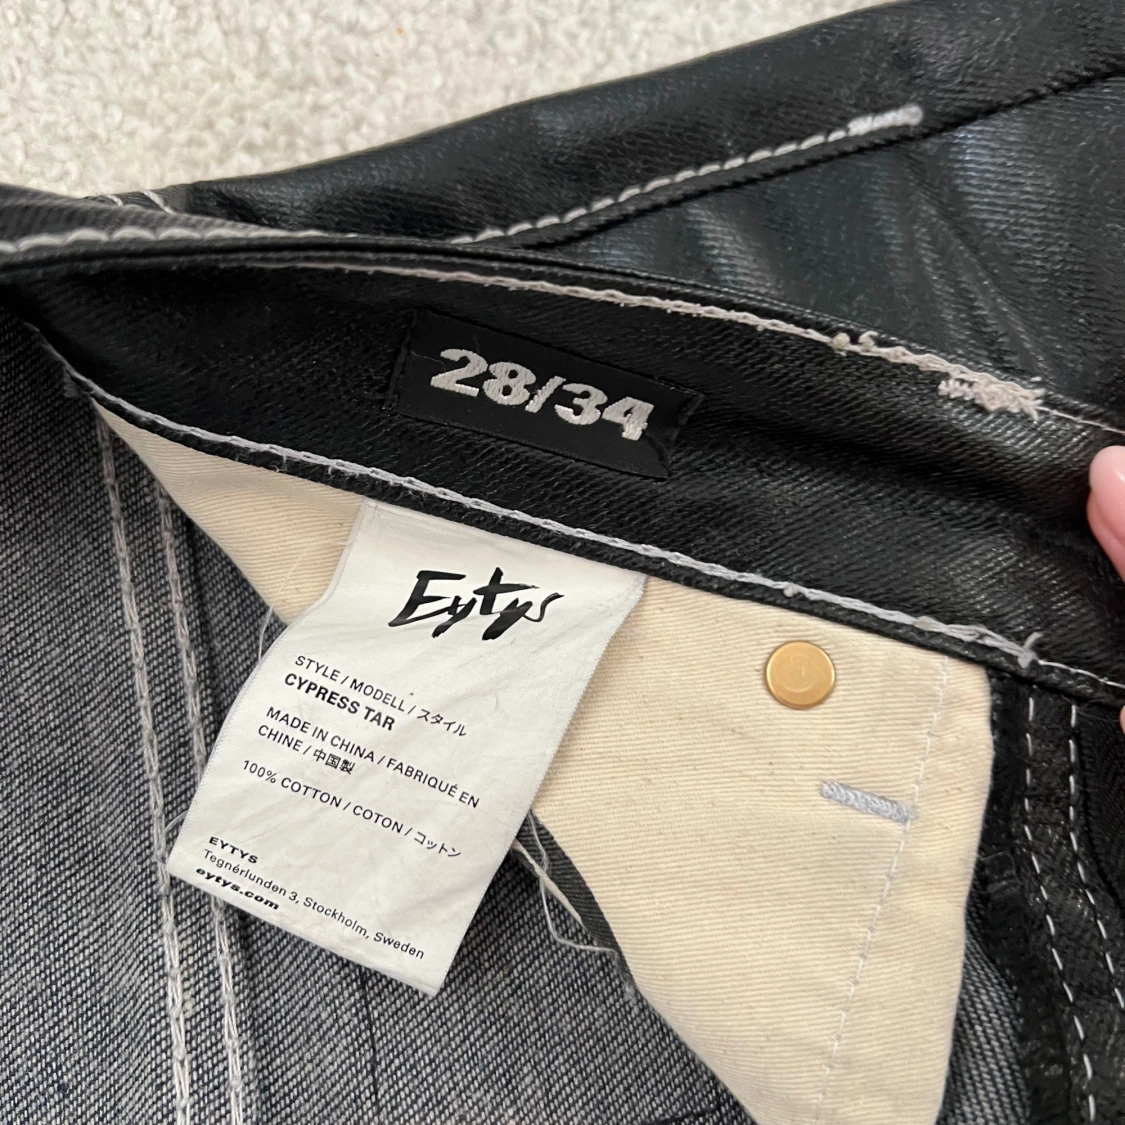 28/34
Eytys
STYLE / MODELL / スタイル
CYPRESS TAR
MADE IN CHINA / FABRIQUÉ EN
CHINE / 中国製
100% COTTON / COTON / コットン
EYTYS
Tegnérlunden 3, Stockholm, Sweden
eytys.com